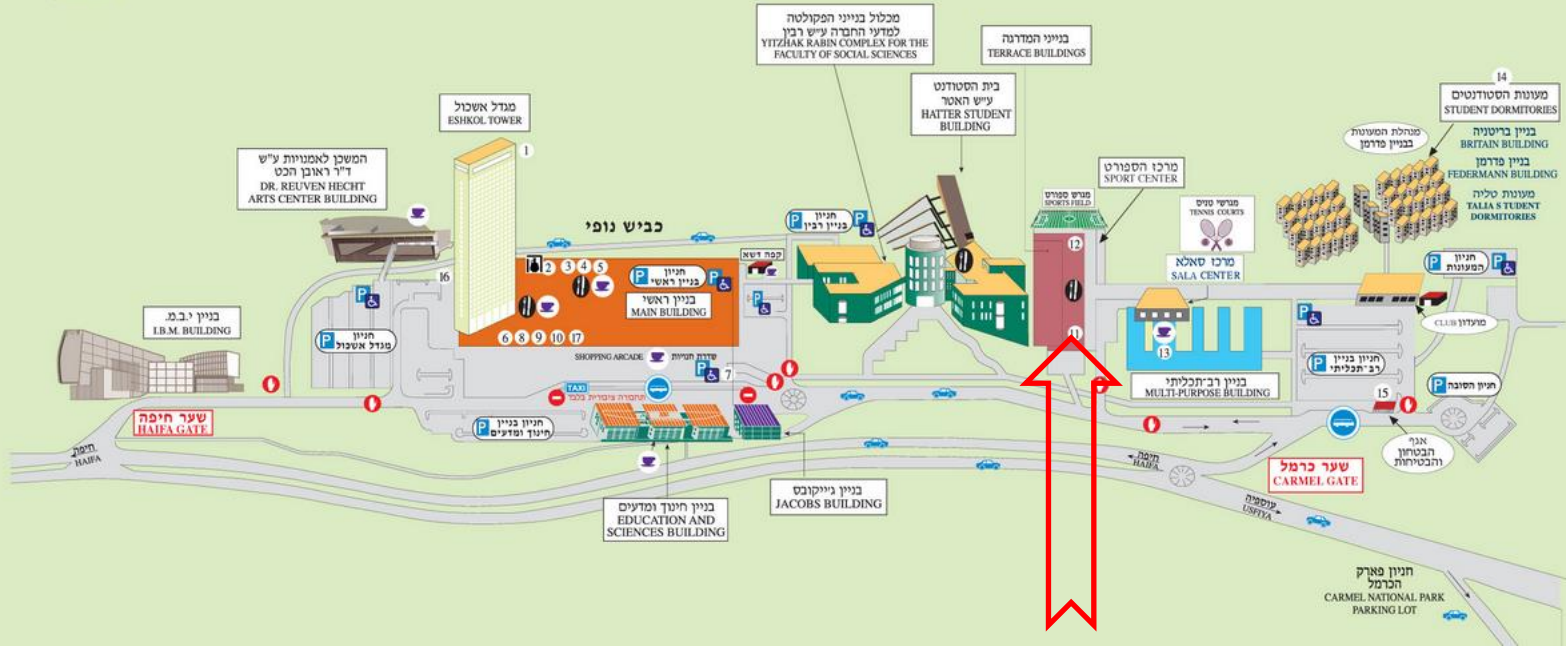 מכלול בנייני הפקולטה
למדעי החברה ע״ש רבין
YITZHAK RABIN COMPLEX FOR THE
FACULTY OF SOCIAL SCIENCES
בנייני המדרגה
TERRACE BUILDINGS
בית הסטודנט
ע״ש האטר
HATTER STUDENT
BUILDING
14
מעונות הסטודנטים
STUDENT DORMITORIES
מנהלת המעונות
בבניין פדרמן
בניין בריטניה
BRITAIN BUILDING
בניין פדרמן
FEDERMANN BUILDING
מעונות טליה
TALIA S TUDENT
DORMITORIES
מגדל אשכול
ESHKOL TOWER
1
המשכן לאמנויות ע״ש
ד״ר ראובן הכט
DR. REUVEN HECHT
ARTS CENTER BUILDING
מרכז הספורט
SPORT CENTER
מגרש ספורט
SPORTS FIELD
מגרשי טניס
TENNIS COURTS
מרכז סאלא
SALA CENTER
כביש נופי
חניון
בניין רבין
P
קפה דשא
2
3
4
5
חניון
בניין ראשי
P
בניין ראשי
MAIN BUILDING
6
8
9
10
17
16
12
11
13
חניון
המעונות
P
מועדון CLUB
בניין י.ב.מ.
I.B.M. BUILDING
חניון
מגדל אשכול
P
שדרת חנויות
SHOPPING ARCADE
P
7
TAXI
תחבורה ציבורית בלבד
בניין רב־תכליתי
MULTI-PURPOSE BUILDING
חניון בניין
רב־תכליתי
P
חניון הסובה
P
15
אגף
הבטחון
והבטיחות
שער חיפה
HAIFA GATE
חיפה
HAIFA
חניון בניין
חינוך ומדעים
P
בניין חינוך ומדעים
EDUCATION AND
SCIENCES BUILDING
בניין ג׳ייקובס
JACOBS BUILDING
חיפה
HAIFA
שער כרמל
CARMEL GATE
עוספיה
USFIYA
חניון פארק
הכרמל
CARMEL NATIONAL PARK
PARKING LOT